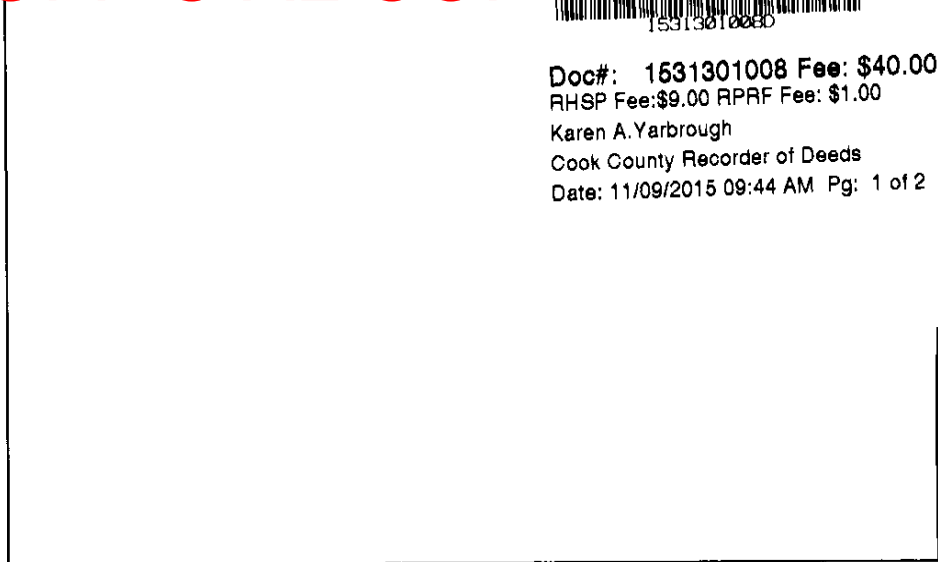 1531301008D
Doc#: 1531301008 Fee: $40.00
RHSP Fee:$9.00 RPRF Fee: $1.00
Karen A.Yarbrough
Cook County Recorder of Deeds
Date: 11/09/2015 09:44 AM Pg: 1 of 2